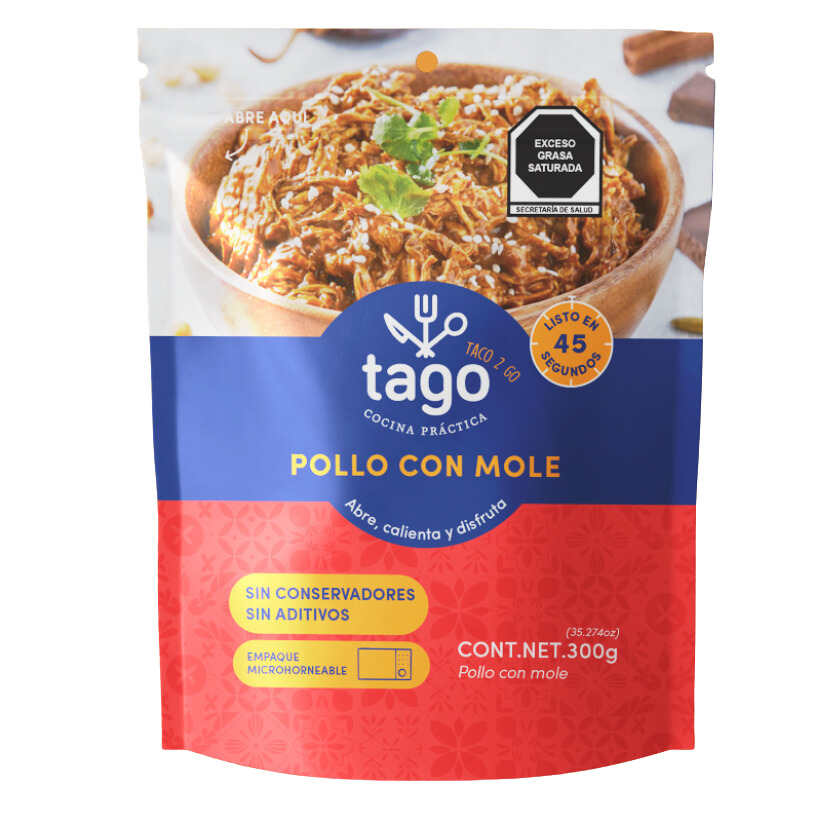 ABRE AQUÍ
EXCESO
GRASA
SATURADA
SECRETARÍA DE SALUD
LISTO EN
45
SEGUNDOS
TACO 2 GO
tago
COCINA PRÁCTICA
POLLO CON MOLE
Abre, calienta y disfruta
SIN CONSERVADORES
SIN ADITIVOS
EMPAQUE
MICROHORNEABLE
(35.274oz)
CONT.NET.300g
Pollo con mole